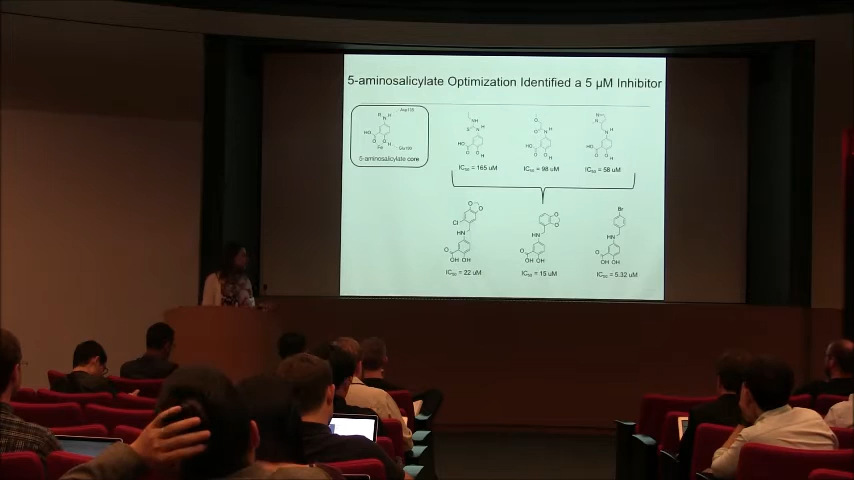 5-aminosalicylate Optimization Identified a 5 µM Inhibitor
5-aminosalicylate core
IC₅₀ = 165 uM
IC₅₀ = 98 uM
IC₅₀ = 58 uM
IC₅₀ = 22 uM
IC₅₀ = 15 uM
IC₅₀ = 5.32 uM